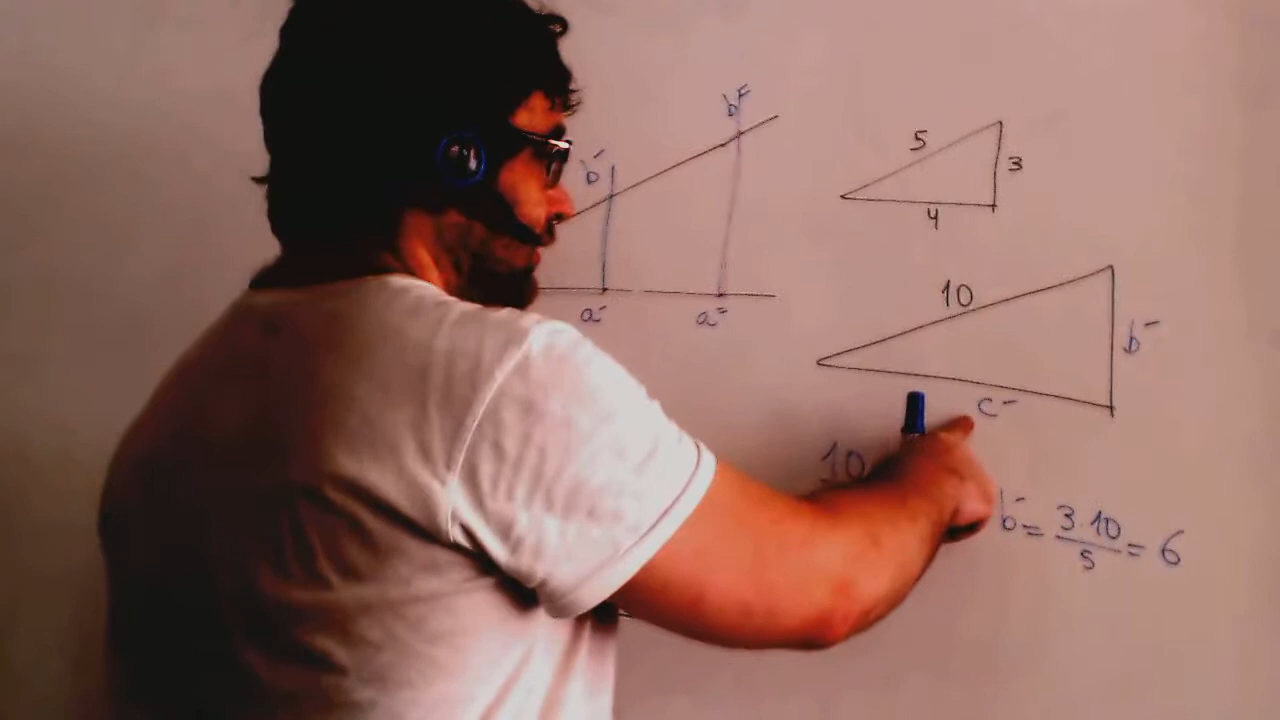 b'
b''
a'
a''
5
3
4
10
b'
c'
10
b' = 3·10/5 = 6